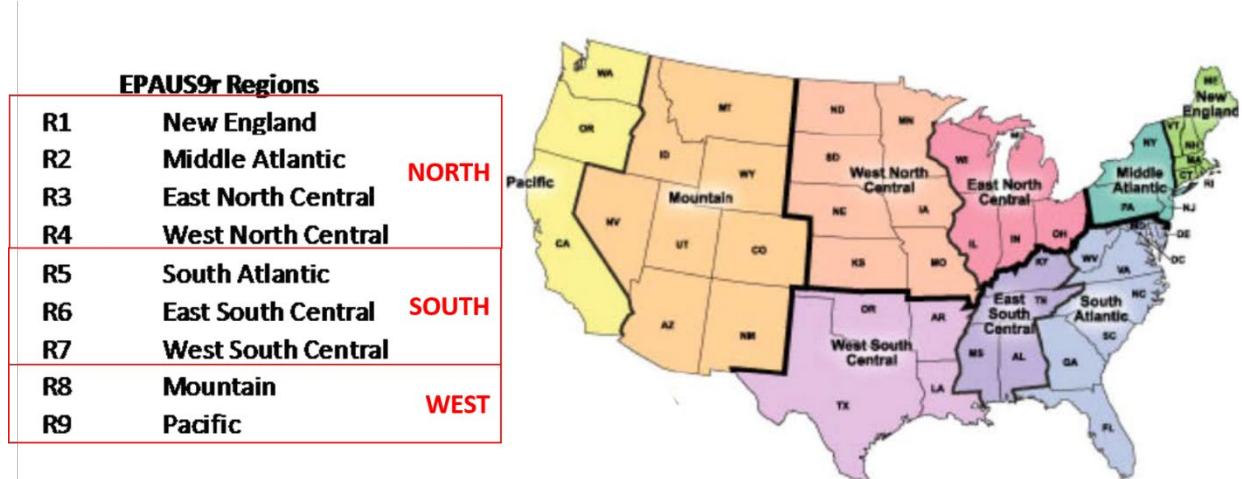 EPAUS9r Regions
R1 New England
R2 Middle Atlantic
R3 East North Central
R4 West North Central
NORTH
R5 South Atlantic
R6 East South Central
R7 West South Central
SOUTH
R8 Mountain
R9 Pacific
WEST
WA
OR
CA
Pacific
MT
ID
WY
Mountain
NV
UT
CO
AZ
NM
ND
MN
SD
West North
Central
NE
IA
KS
MO
WI
MI
East North
Central
IL
IN
OH
ME
New
England
VT
NH
MA
CT
RI
NY
Middle
Atlantic
PA
NJ
DE
MD
DC
OR
AR
West South
Central
TX
LA
KY
TN
East
South
Central
MS
AL
WV
VA
NC
South
Atlantic
SC
GA
FL